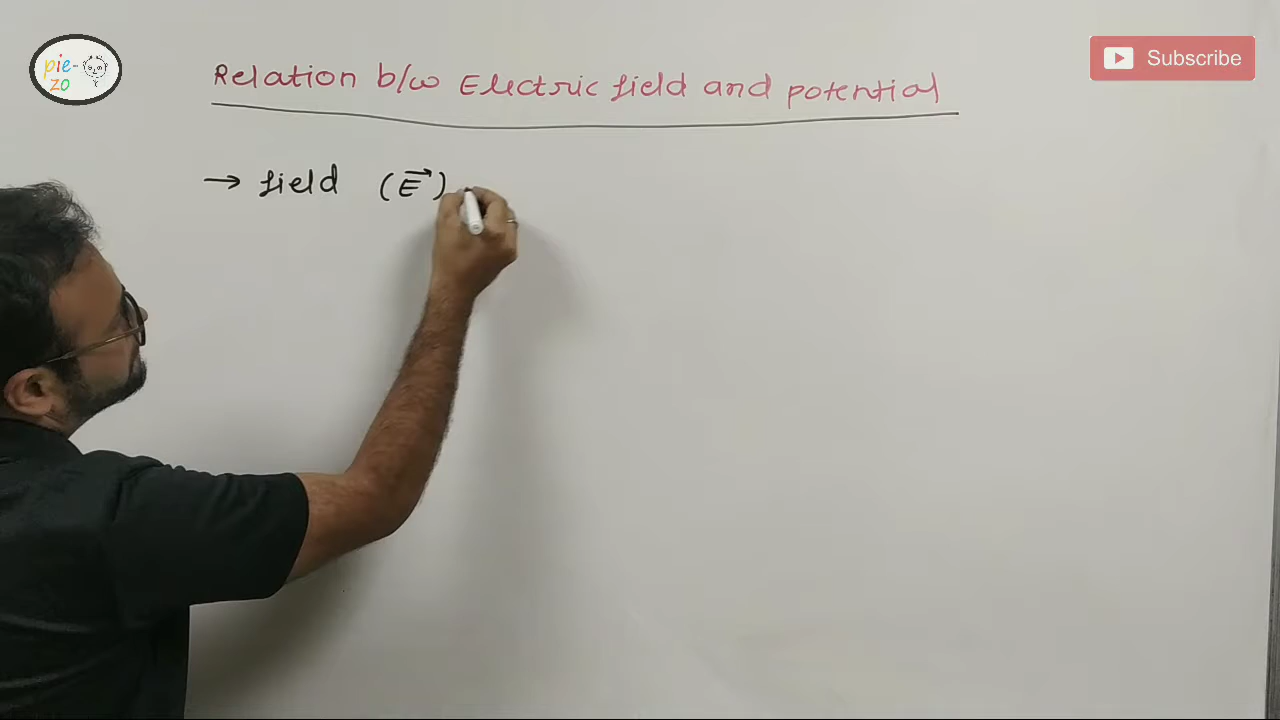 pie-
zo
Subscribe
Relation b/w Electric field and potential
→ field (E⃗)